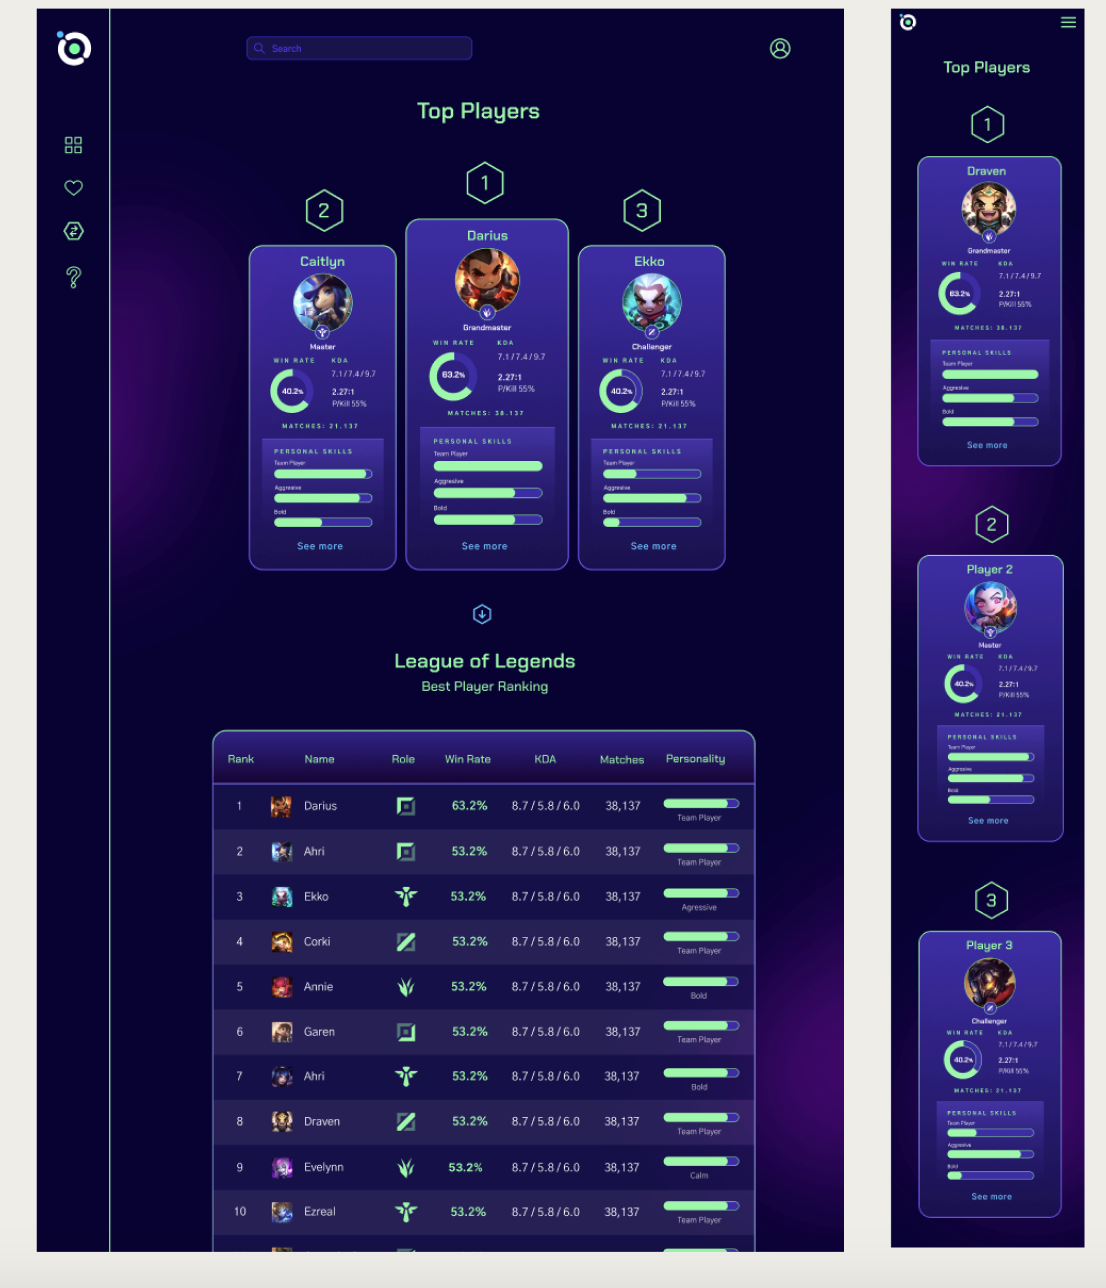 Search
Top Players
2
Caitlyn
Master
WIN RATE KDA
40.2%
7.1 / 7.4 / 9.7
2.27:1
P/Kill 55%
MATCHES: 21.137
PERSONAL SKILLS
Team Player
Aggresive
Bold
See more
1
Darius
Grandmaster
WIN RATE KDA
63.2%
7.1 / 7.4 / 9.7
2.27:1
P/Kill 55%
MATCHES: 38.137
PERSONAL SKILLS
Team Player
Aggresive
Bold
See more
3
Ekko
Challenger
WIN RATE KDA
40.2%
7.1 / 7.4 / 9.7
2.27:1
P/Kill 55%
MATCHES: 21.137
PERSONAL SKILLS
Team Player
Aggresive
Bold
See more
League of Legends
Best Player Ranking
Rank Name Role Win Rate KDA Matches Personality
1 Darius 63.2% 8.7 / 5.8 / 6.0 38,137
Team Player
2 Ahri 53.2% 8.7 / 5.8 / 6.0 38,137
Team Player
3 Ekko 53.2% 8.7 / 5.8 / 6.0 38,137
Agressive
4 Corki 53.2% 8.7 / 5.8 / 6.0 38,137
Team Player
5 Annie 53.2% 8.7 / 5.8 / 6.0 38,137
Bold
6 Garen 53.2% 8.7 / 5.8 / 6.0 38,137
Team Player
7 Ahri 53.2% 8.7 / 5.8 / 6.0 38,137
Bold
8 Draven 53.2% 8.7 / 5.8 / 6.0 38,137
Team Player
9 Evelynn 53.2% 8.7 / 5.8 / 6.0 38,137
Calm
10 Ezreal 53.2% 8.7 / 5.8 / 6.0 38,137
Team Player
Top Players
1
Draven
Grandmaster
WIN RATE KDA
63.2%
7.1 / 7.4 / 9.7
2.27:1
P/Kill 55%
MATCHES: 38.137
PERSONAL SKILLS
Team Player
Aggresive
Bold
See more
2
Player 2
Master
WIN RATE KDA
40.2%
7.1 / 7.4 / 9.7
2.27:1
P/Kill 55%
MATCHES: 21.137
PERSONAL SKILLS
Team Player
Aggresive
Bold
See more
3
Player 3
Challenger
WIN RATE KDA
40.2%
7.1 / 7.4 / 9.7
2.27:1
P/Kill 55%
MATCHES: 21.137
PERSONAL SKILLS
Team Player
Aggresive
Bold
See more